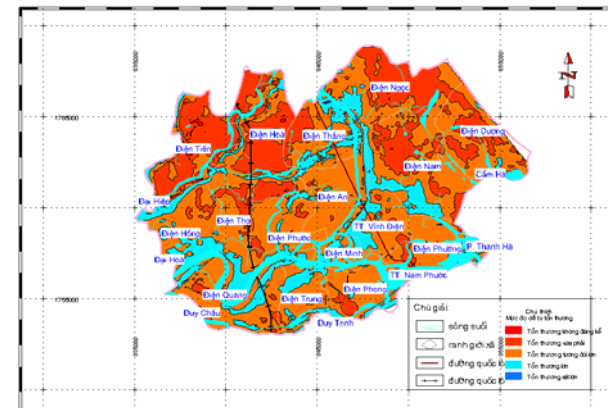 Điện Ngọc
Điện Dương
Điện Hoà
Điện Thắng
Điện Tiến
Điện Nam
Cẩm Hà
Đại Hiệp
Điện An
Điện Thọ
TT. Vĩnh Điện
Điện Hồng
Điện Phước
Điện Phương
P. Thanh Hà
Đại Hoà
Điện Minh
TT. Nam Phước
Điện Quang
Điện Trung
Điện Phong
Duy Châu
Duy Trinh
N
Chú giải
sông suối
ranh giới xã
đường quốc lộ
đường quốc lộ
Chú thích
Mức độ dễ bị tổn thương
Tổn thương không đáng kể
Tổn thương vừa phải
Tổn thương tương đối lớn
Tổn thương lớn
Tổn thương rất lớn